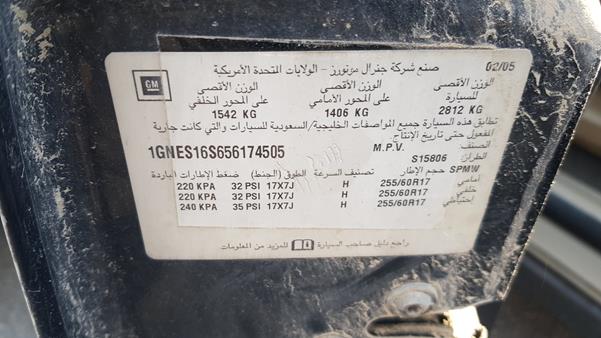 GM
صنع شركة جنرال موتورز - الولايات المتحدة الأمريكية 02/05
الوزن الأقصى للسيارة 2812 KG
الوزن الأقصى على المحور الأمامي 1406 KG
الوزن الأقصى على المحور الخلفي 1542 KG
تطابق هذه السيارة جميع المواصفات الخليجية/السعودية للسيارات والتي كانت جارية
المفعول حتى تاريخ الإنتاج
1GNES16S656174505 M.P.V. الصنف
S15806 الطراز
SPMW حجم الإطار تصنيف السرعة الطوق (الجنط) ضغط الإطارات الباردة
أمامي 255/60R17 H 17X7J 32 PSI 220 KPA
خلفي 255/60R17 H 17X7J 32 PSI 220 KPA
إحتياطي 255/60R17 H 17X7J 35 PSI 240 KPA
راجع دليل صاحب السيارة للمزيد من المعلومات